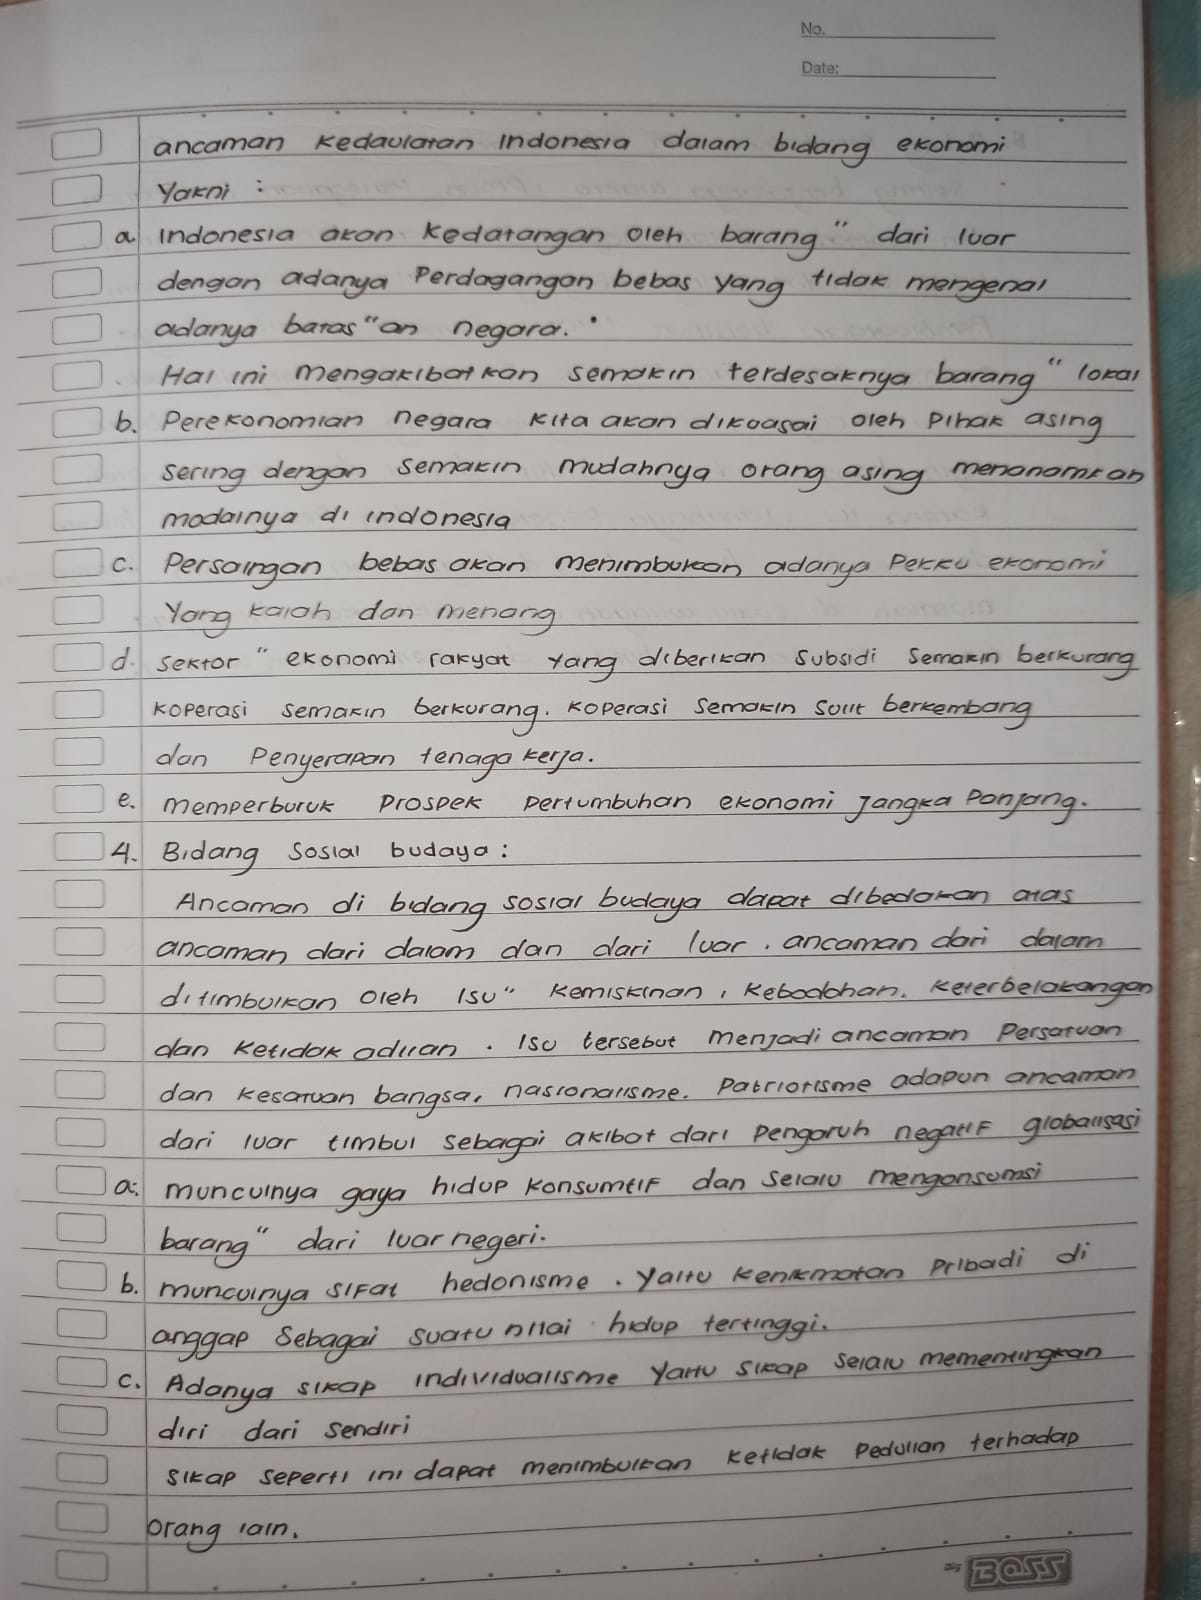 No.
Date:
ancaman kedaulatan Indonesia dalam bidang ekonomi
Yakni :
a. Indonesia akan kedatangan oleh barang" dari luar
dengan adanya Perdagangan bebas yang tidak mengenal
adanya batas"an negara.
Hal ini mengakibatkan semakin terdesaknya barang" lokal
b. Perekonomian negara kita akan dikuasai oleh pihak asing
sering dengan semakin mudahnya orang asing menanamkan
modalnya di indonesia
c. Persaingan bebas akan menimbulkan adanya Pekku ekonomi
Yang kalah dan menang
d. sektor" ekonomi rakyat yang diberikan subsidi semakin berkurang
koperasi semakin berkurang. koperasi semakin sulit berkembang
dan Penyerapan tenaga kerja.
e. memperburuk prospek pertumbuhan ekonomi jangka Panjang.
4. Bidang sosial budaya :
Ancaman di bidang sosial budaya dapat dibedakan atas
ancaman dari dalam dan dari luar. ancaman dari dalam
ditimbulkan oleh isu" kemiskinan, kebodohan. keterbelakangan
dan ketidak adilan. Isu tersebut menjadi ancaman Persatuan
dan kesatuan bangsa, nasionalisme. Patriotisme adapun ancaman
dari luar timbul sebagai akibat dari pengaruh negatif globalisasi
a. munculnya gaya hidup konsumtif dan selalu mengonsumsi
barang" dari luar negeri.
b. munculnya sifat hedonisme. Yaitu kenikmatan Pribadi di
anggap sebagai suatu nilai hidup tertinggi.
c. Adanya sikap individualisme yaitu sikap selalu mementingkan
diri dari sendiri
sikap seperti ini dapat menimbulkan ketidak pedulian terhadap
orang lain.
BOSS